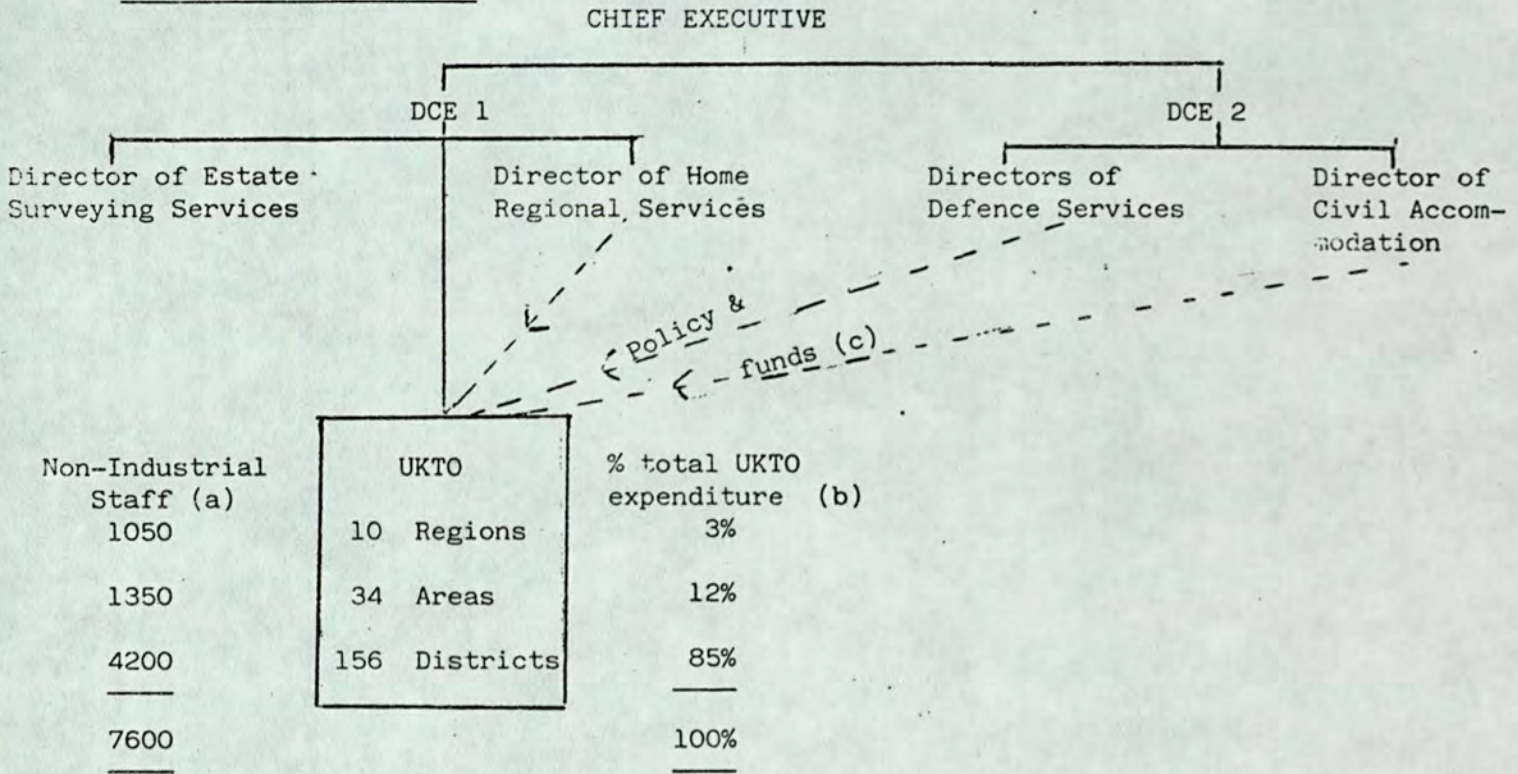 CHIEF EXECUTIVE
DCE 1
DCE 2
Director of Estate
Surveying Services
Director of Home
Regional Services
Directors of
Defence Services
Director of
Civil Accom-
modation
Policy &
funds (c)
Non-Industrial
Staff (a)
UKTO
% total UKTO
expenditure (b)
1050 10 Regions 3%
1350 34 Areas 12%
4200 156 Districts 85%
7600 100%